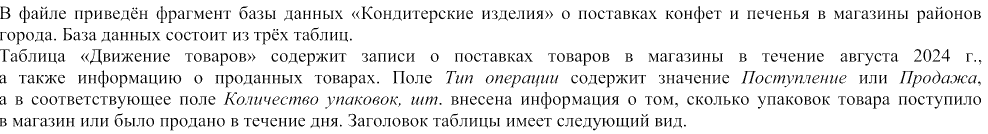 В файле приведён фрагмент базы данных «Кондитерские изделия» о поставках конфет и печенья в магазины районов
города. База данных состоит из трёх таблиц.
Таблица «Движение товаров» содержит записи о поставках товаров в магазины в течение августа 2024 г.,
а также информацию о проданных товарах. Поле Тип операции содержит значение Поступление или Продажа,
а в соответствующее поле Количество упаковок, шт. внесена информация о том, сколько упаковок товара поступило
в магазин или было продано в течение дня. Заголовок таблицы имеет следующий вид.